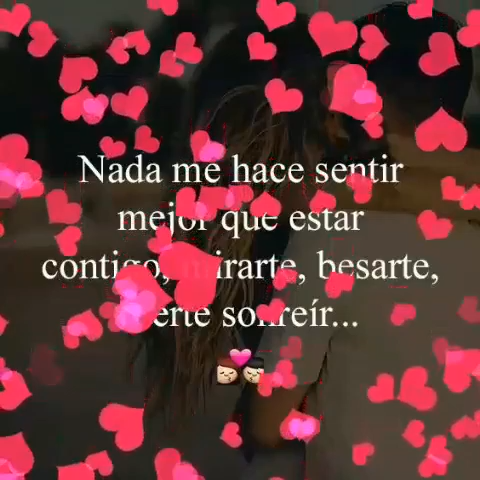 Nada me hace sentir
mejor que estar
contigo, mirarte, besarte,
verte sonreír...